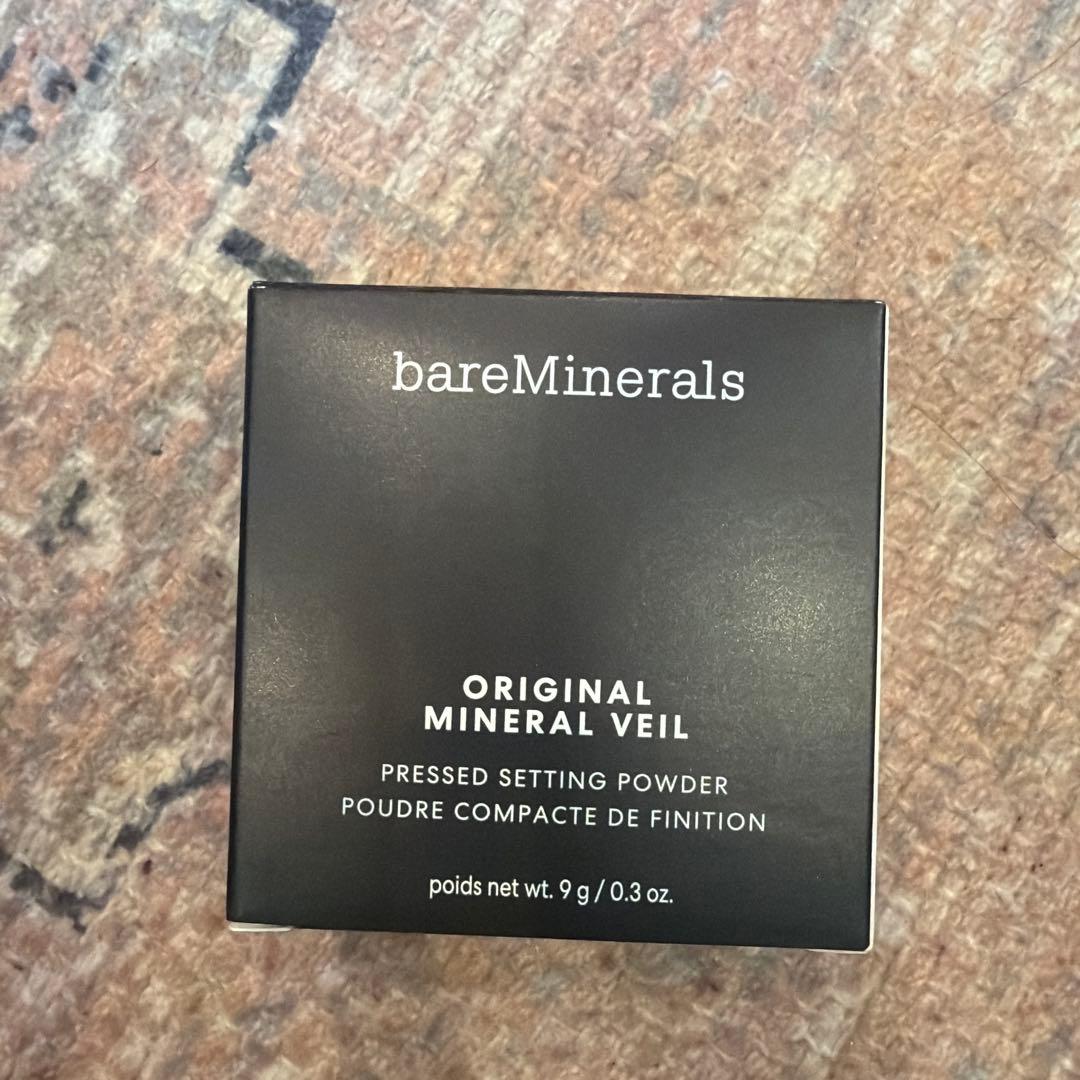 bareMinerals
ORIGINAL
MINERAL VEIL
PRESSED SETTING POWDER
POUDRE COMPACTE DE FINITION
poids net wt. 9 g / 0.3 oz.